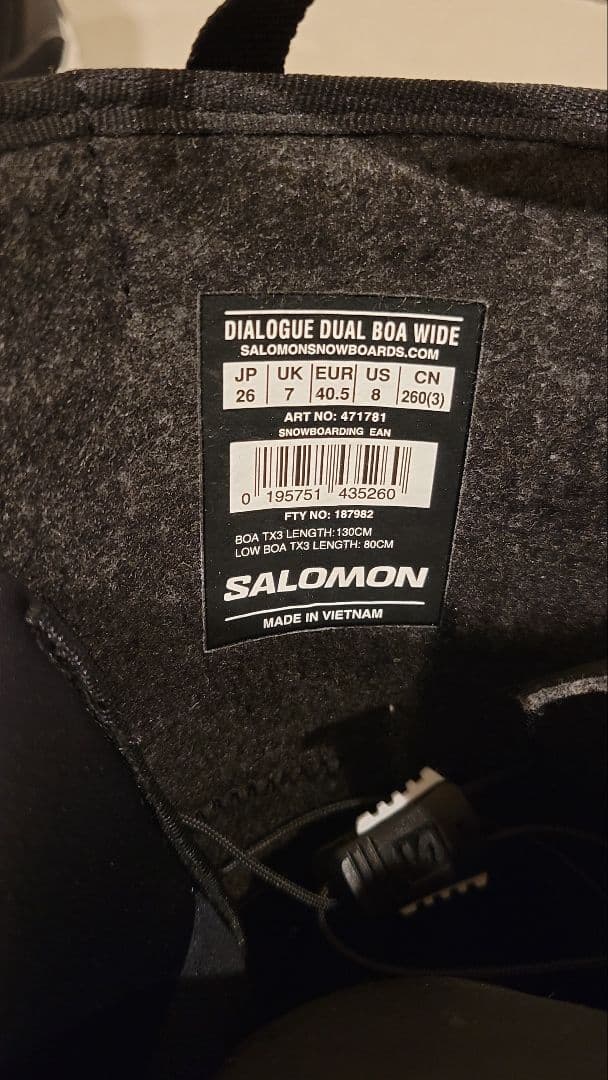 DIALOGUE DUAL BOA WIDE
SALOMONSNOWBOARDS.COM
JP UK EUR US CN
26 7 40.5 8 260(3)
ART NO: 471781
SNOWBOARDING EAN
0 195751 435260
FTY NO: 187982
BOA TX3 LENGTH:130CM
LOW BOA TX3 LENGTH: 80CM
SALOMON
MADE IN VIETNAM